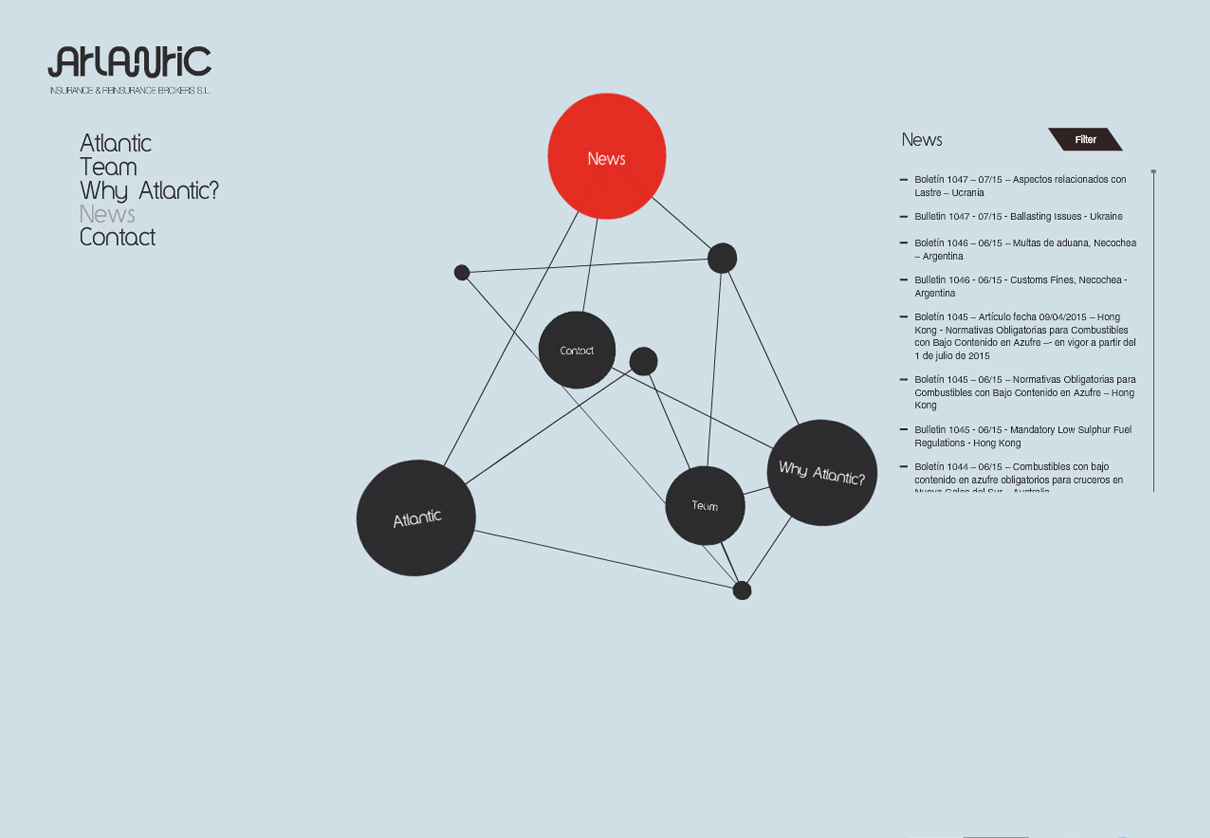 Atlantic
INSURANCE & REINSURANCE BROKERS S.L.
Atlantic
Team
Why Atlantic?
News
Contact
News
Contact
Why Atlantic?
Team
Atlantic
News
Filter
Boletín 1047 – 07/15 – Aspectos relacionados con
Lastre – Ucrania
Bulletin 1047 - 07/15 - Ballasting Issues - Ukraine
Boletín 1046 – 06/15 – Multas de aduana, Necochea
– Argentina
Bulletin 1046 - 06/15 - Customs Fines, Necochea -
Argentina
Boletín 1045 – Artículo fecha 09/04/2015 – Hong
Kong - Normativas Obligatorias para Combustibles
con Bajo Contenido en Azufre –- en vigor a partir del
1 de julio de 2015
Boletín 1045 – 06/15 – Normativas Obligatorias para
Combustibles con Bajo Contenido en Azufre – Hong
Kong
Bulletin 1045 - 06/15 - Mandatory Low Sulphur Fuel
Regulations - Hong Kong
Boletín 1044 – 06/15 – Combustibles con bajo
contenido en azufre obligatorios para cruceros en
Nueva Gales del Sur – Australia